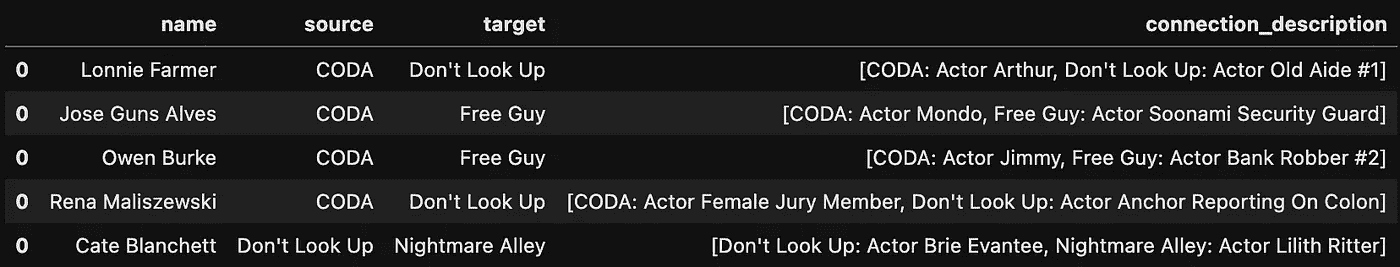 name source target connection_description
0 Lonnie Farmer CODA Don't Look Up [CODA: Actor Arthur, Don't Look Up: Actor Old Aide #1]
0 Jose Guns Alves CODA Free Guy [CODA: Actor Mondo, Free Guy: Actor Soonami Security Guard]
0 Owen Burke CODA Free Guy [CODA: Actor Jimmy, Free Guy: Actor Bank Robber #2]
0 Rena Maliszewski CODA Don't Look Up [CODA: Actor Female Jury Member, Don't Look Up: Actor Anchor Reporting On Colon]
0 Cate Blanchett Don't Look Up Nightmare Alley [Don't Look Up: Actor Brie Evantee, Nightmare Alley: Actor Lilith Ritter]